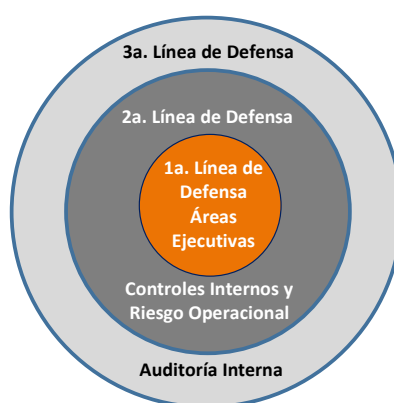 3a. Línea de Defensa
2a. Línea de Defensa
1a. Línea de
Defensa
Áreas
Ejecutivas
Controles Internos y
Riesgo Operacional
Auditoría Interna